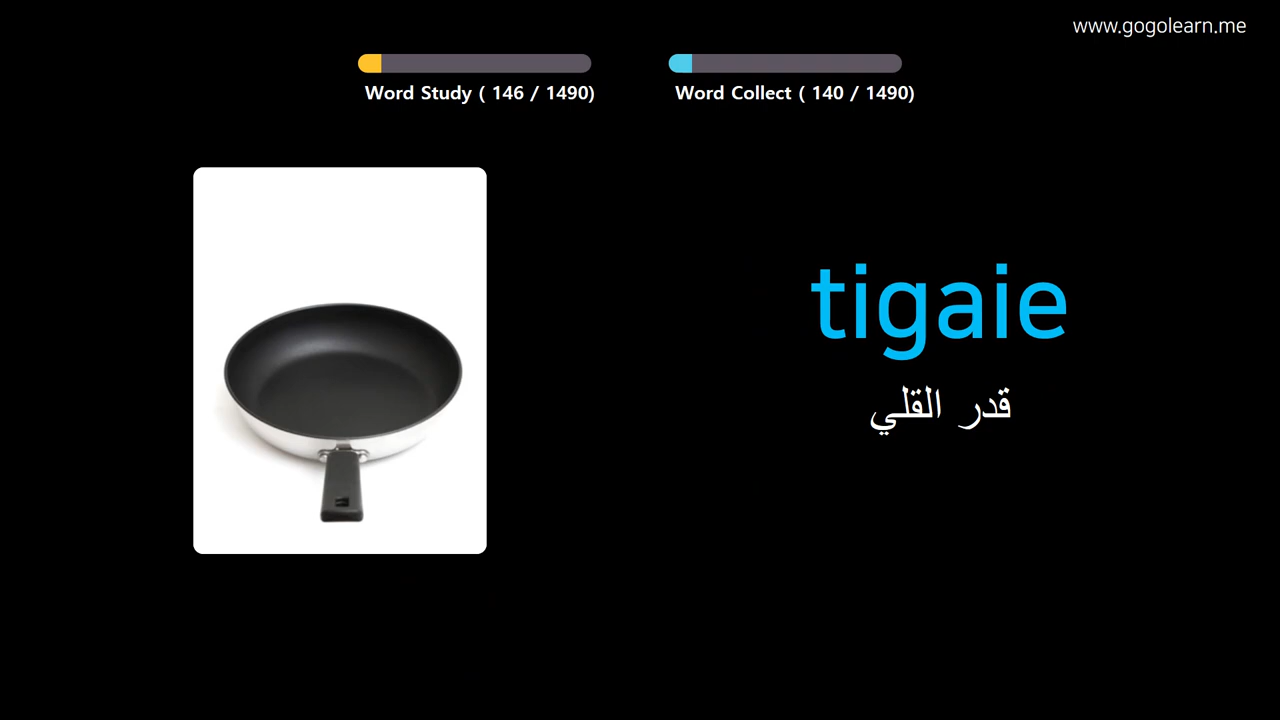 www.gogolearn.me
Word Study ( 146 / 1490)
Word Collect ( 140 / 1490)
tigaie
قدر القلي